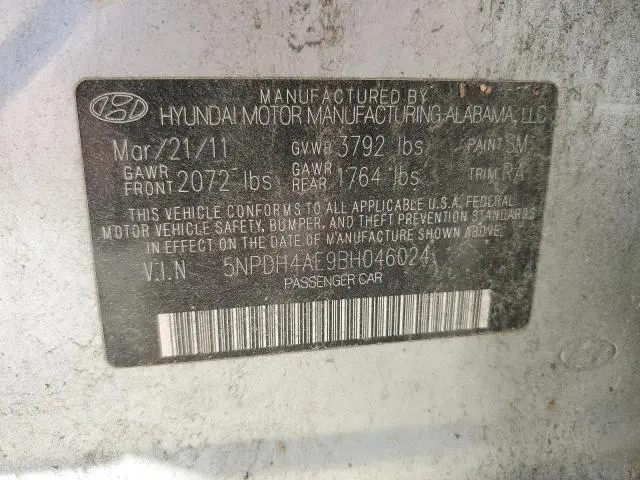 MANUFACTURED BY
HYUNDAI MOTOR MANUFACTURING-ALABAMA, LLC
Mar/21/11 GVWR 3792 lbs PAINT SM
GAWR FRONT 2072 lbs GAWR REAR 1764 lbs TRIM RA
THIS VEHICLE CONFORMS TO ALL APPLICABLE U.S.A. FEDERAL
MOTOR VEHICLE SAFETY, BUMPER, AND THEFT PREVENTION STANDARDS
IN EFFECT ON THE DATE OF MANUFACTURE SHOWN ABOVE.
V.I.N 5NPDH4AE9BH046024
PASSENGER CAR